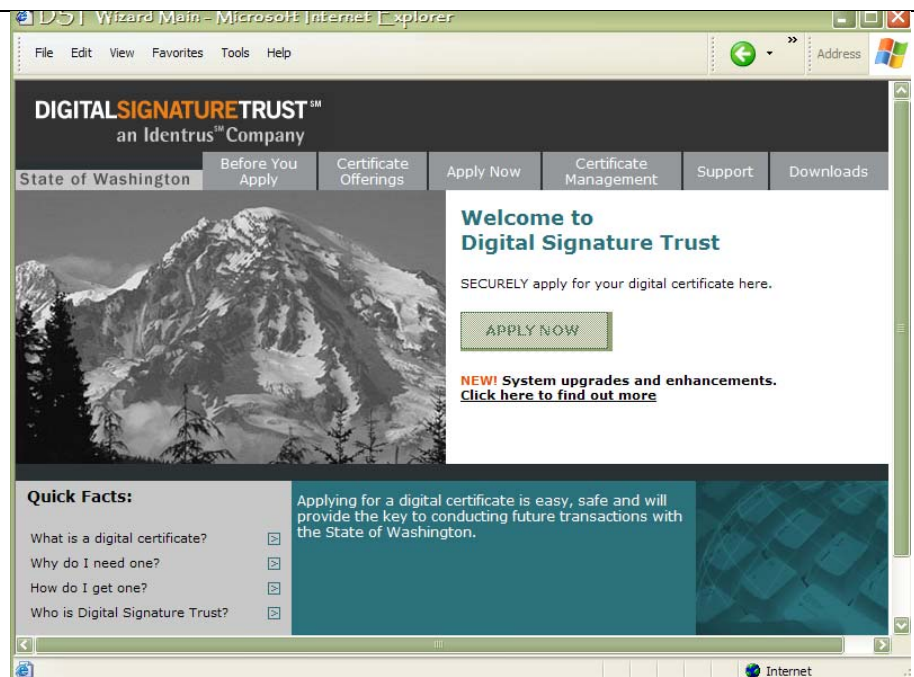 DST Wizard Main - Microsoft Internet Explorer
File Edit View Favorites Tools Help
» Address
DIGITALSIGNATURETRUST℠
an Identrus℠Company
State of Washington
Before You Apply
Certificate Offerings
Apply Now
Certificate Management
Support
Downloads
Welcome to
Digital Signature Trust
SECURELY apply for your digital certificate here.
APPLY NOW
NEW! System upgrades and enhancements.
Click here to find out more
Quick Facts:
What is a digital certificate?
Why do I need one?
How do I get one?
Who is Digital Signature Trust?
Applying for a digital certificate is easy, safe and will
provide the key to conducting future transactions with
the State of Washington.
Internet